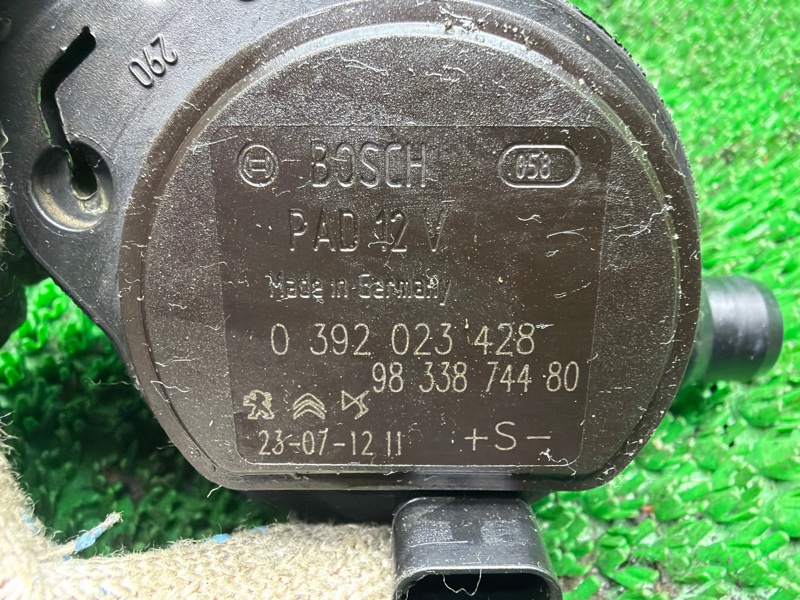 290
BOSCH 058
PAD 12 V
Made in Germany
0 392 023 428
98 338 744 80
23-07-12 11 +S-